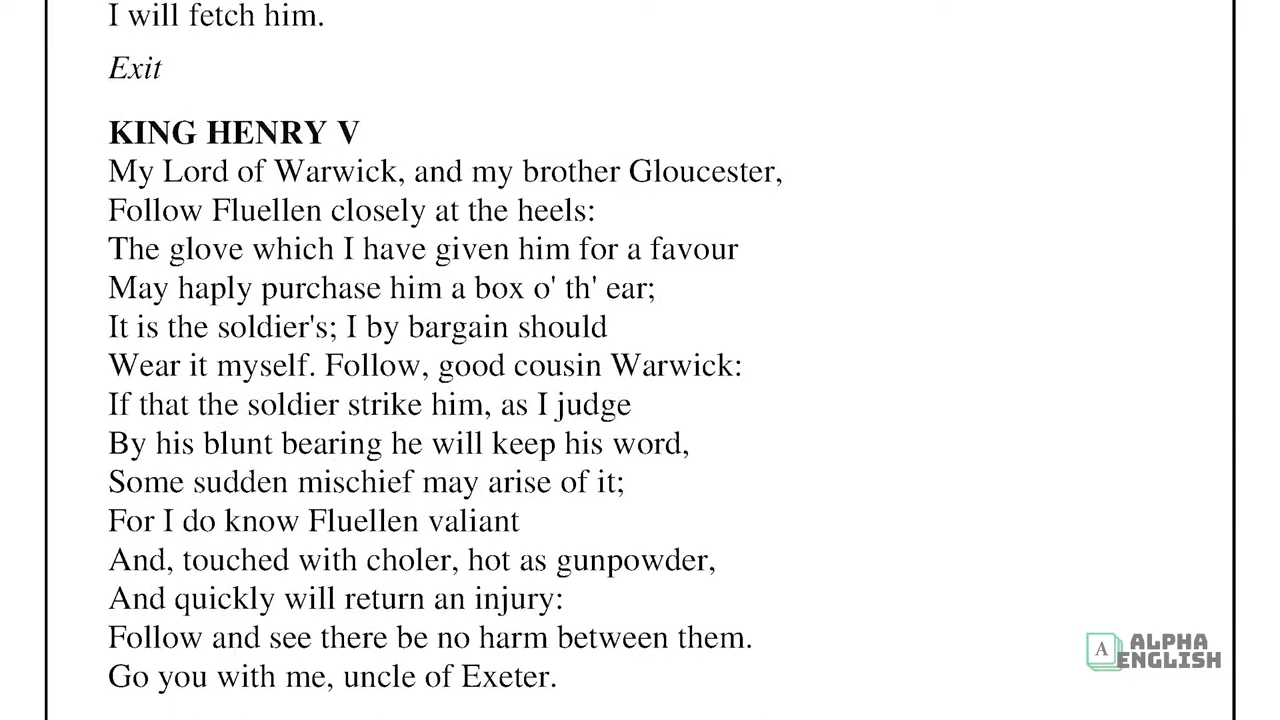 I will fetch him.
Exit
KING HENRY V
My Lord of Warwick, and my brother Gloucester,
Follow Fluellen closely at the heels:
The glove which I have given him for a favour
May haply purchase him a box o' th' ear;
It is the soldier's; I by bargain should
Wear it myself. Follow, good cousin Warwick:
If that the soldier strike him, as I judge
By his blunt bearing he will keep his word,
Some sudden mischief may arise of it;
For I do know Fluellen valiant
And, touched with choler, hot as gunpowder,
And quickly will return an injury:
Follow and see there be no harm between them.
Go you with me, uncle of Exeter.
A ALPHA
ENGLISH